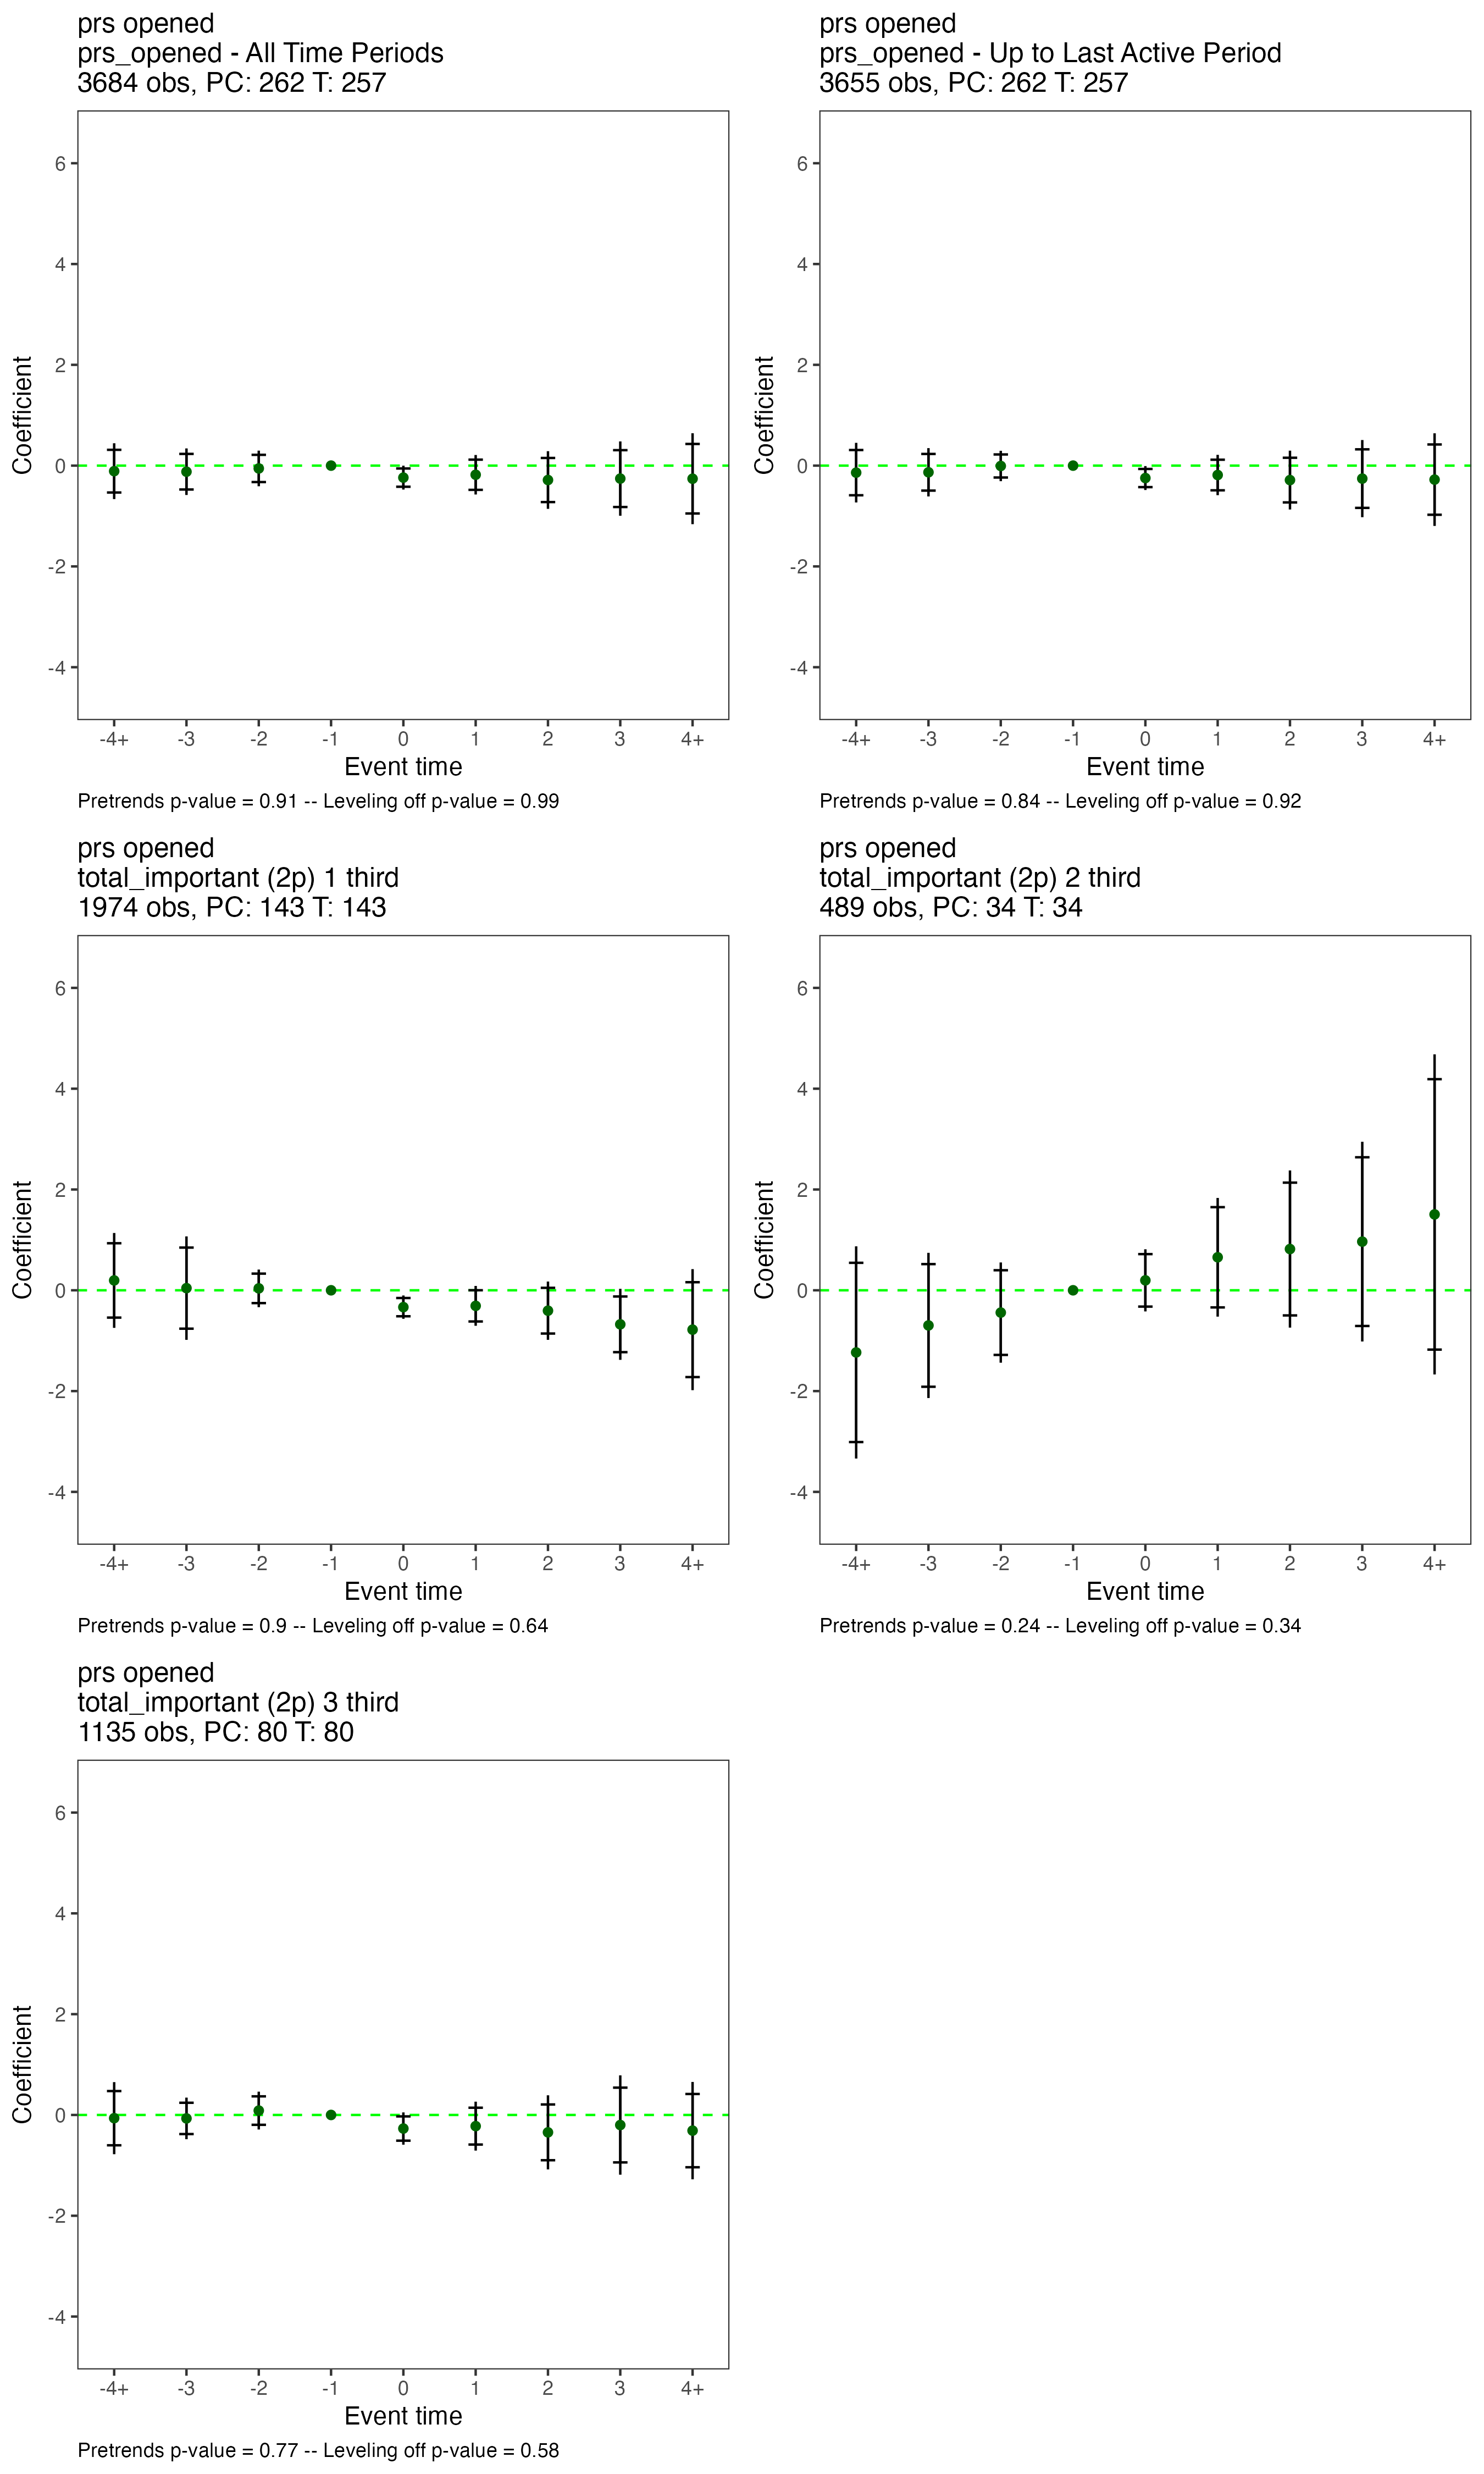 prs opened
prs_opened - All Time Periods
3684 obs, PC: 262 T: 257
Coefficient
6
4
2
0
-2
-4
-4+ -3 -2 -1 0 1 2 3 4+
Event time
Pretrends p-value = 0.91 -- Leveling off p-value = 0.99
prs opened
prs_opened - Up to Last Active Period
3655 obs, PC: 262 T: 257
Coefficient
6
4
2
0
-2
-4
-4+ -3 -2 -1 0 1 2 3 4+
Event time
Pretrends p-value = 0.84 -- Leveling off p-value = 0.92
prs opened
total_important (2p) 1 third
1974 obs, PC: 143 T: 143
Coefficient
6
4
2
0
-2
-4
-4+ -3 -2 -1 0 1 2 3 4+
Event time
Pretrends p-value = 0.9 -- Leveling off p-value = 0.64
prs opened
total_important (2p) 2 third
489 obs, PC: 34 T: 34
Coefficient
6
4
2
0
-2
-4
-4+ -3 -2 -1 0 1 2 3 4+
Event time
Pretrends p-value = 0.24 -- Leveling off p-value = 0.34
prs opened
total_important (2p) 3 third
1135 obs, PC: 80 T: 80
Coefficient
6
4
2
0
-2
-4
-4+ -3 -2 -1 0 1 2 3 4+
Event time
Pretrends p-value = 0.77 -- Leveling off p-value = 0.58